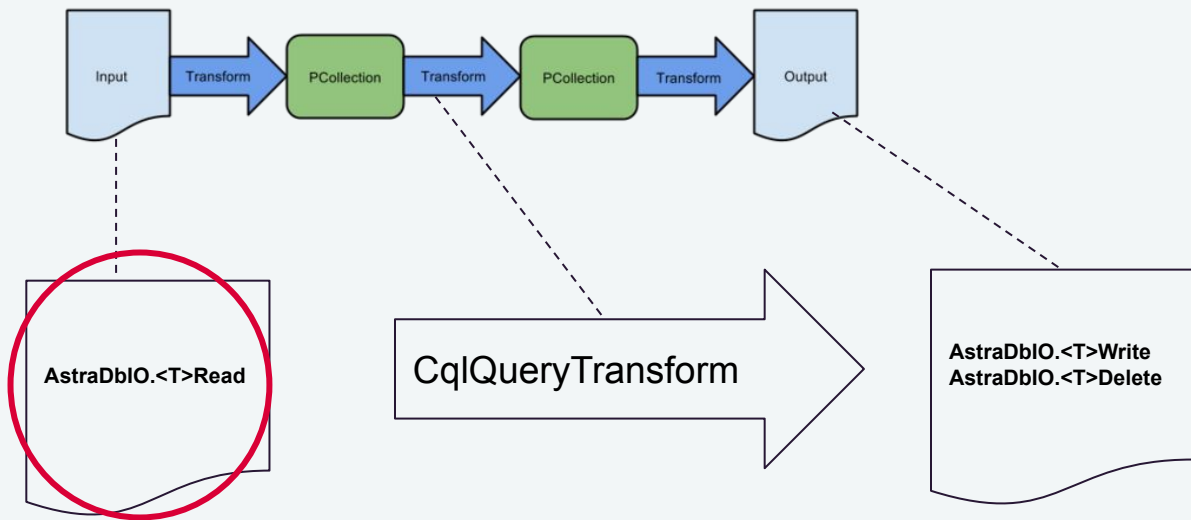 Input
Transform
PCollection
Transform
PCollection
Transform
Output
AstraDbIO.<T>Read
CqlQueryTransform
AstraDbIO.<T>Write
AstraDbIO.<T>Delete